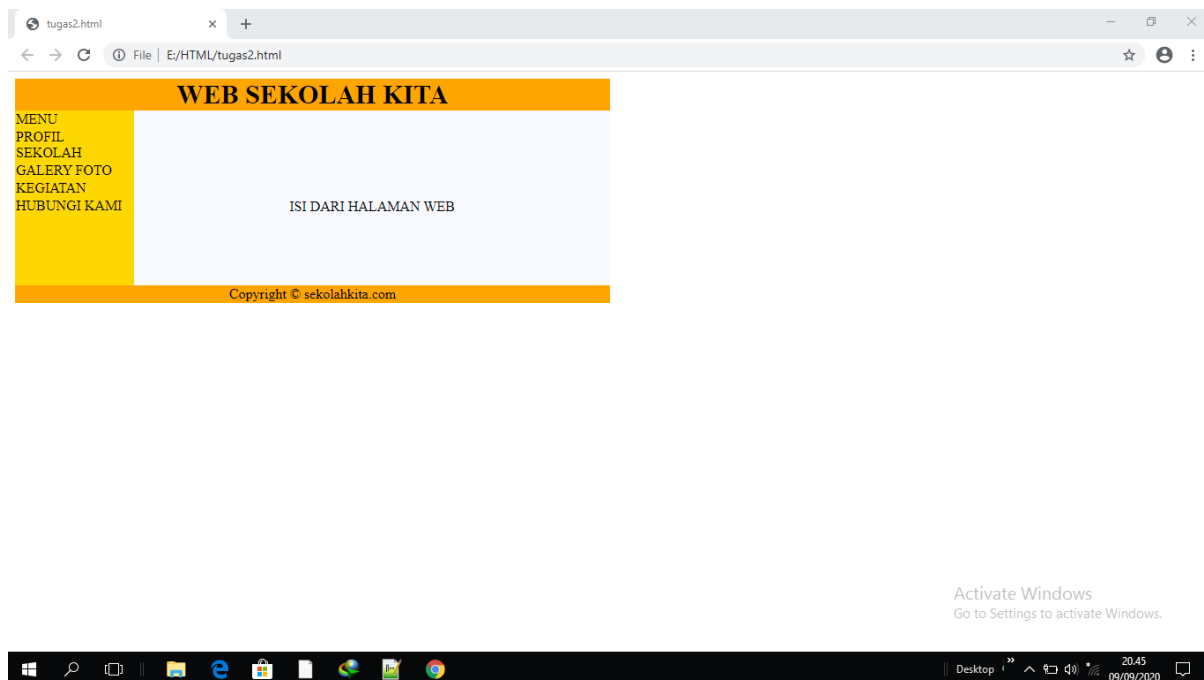 tugas2.html
File | E:/HTML/tugas2.html
WEB SEKOLAH KITA
MENU
PROFIL
SEKOLAH
GALERY FOTO
KEGIATAN
HUBUNGI KAMI
ISI DARI HALAMAN WEB
Copyright © sekolahkita.com
Activate Windows
Go to Settings to activate Windows.
Desktop
20.45
09/09/2020